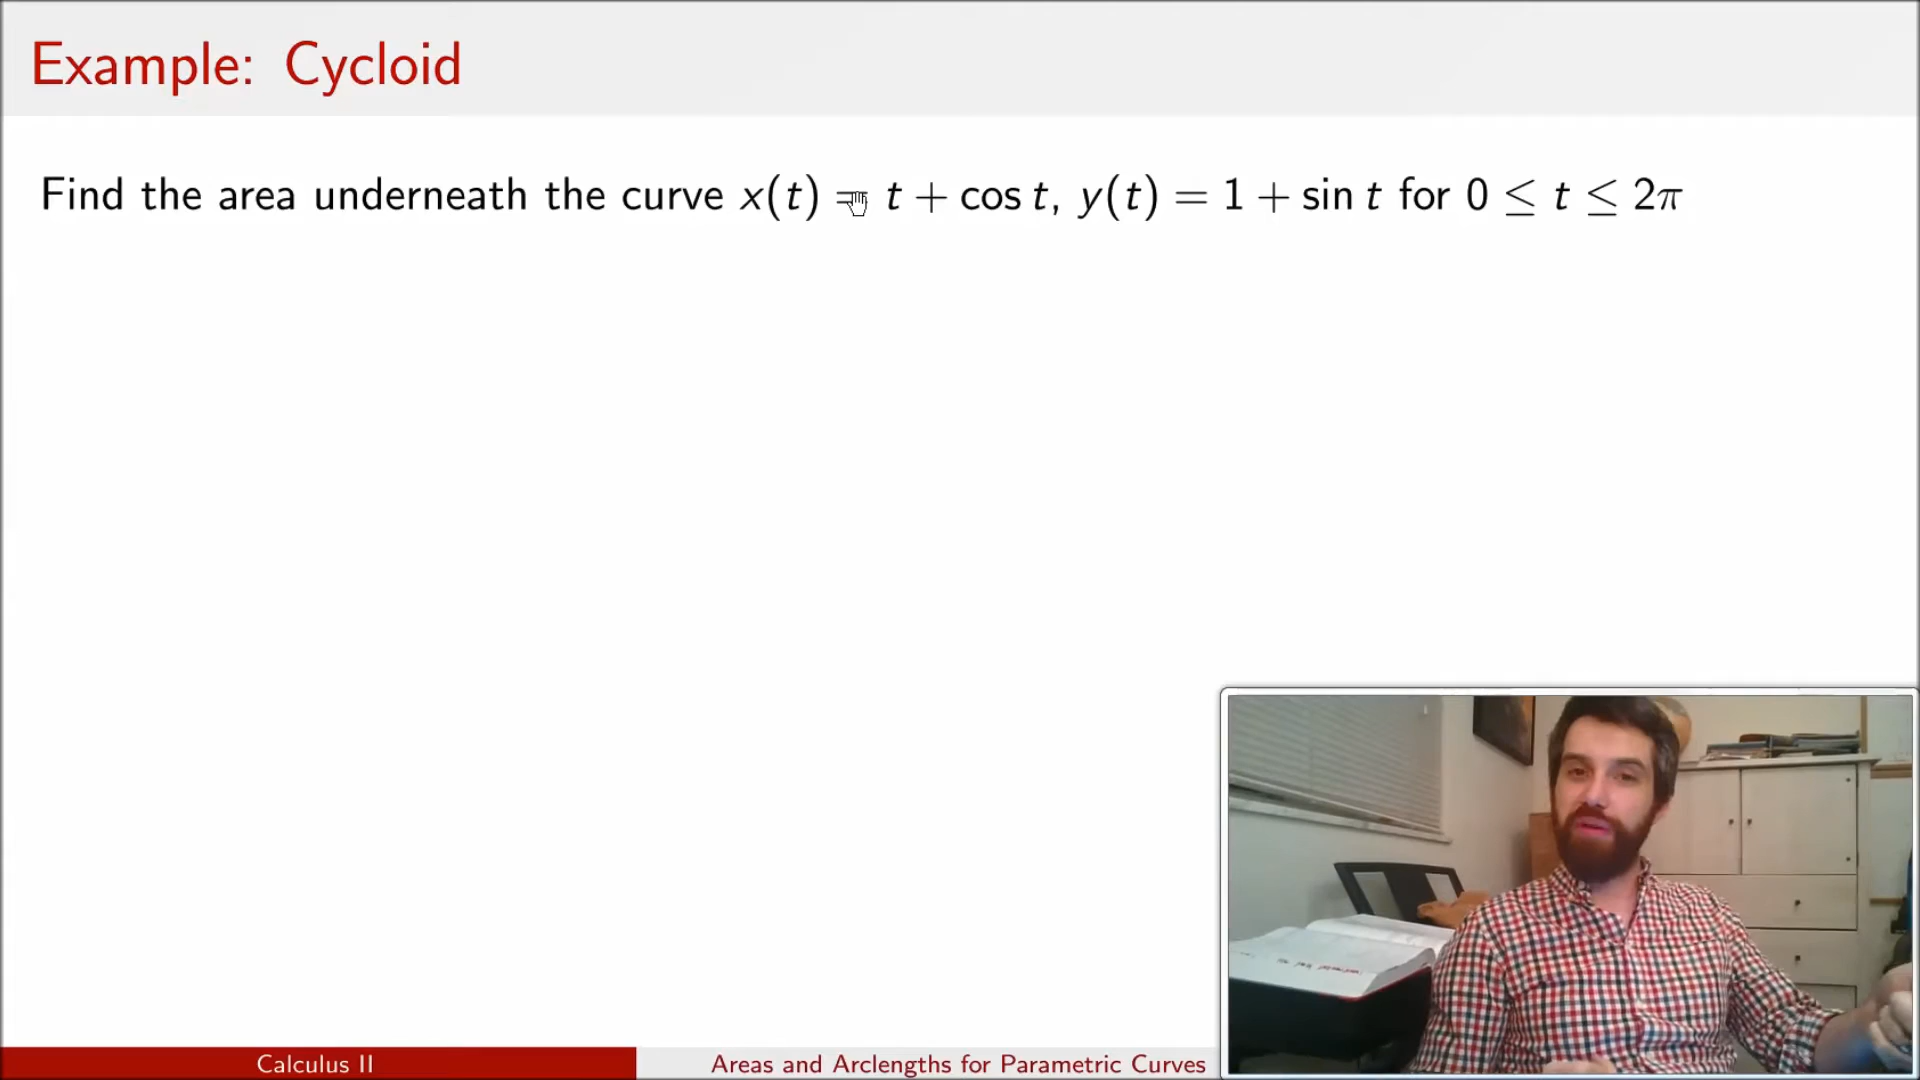 Example: Cycloid
Find the area underneath the curve x(t) = t + cos t, y(t) = 1 + sin t for 0 ≤ t ≤ 2π
Calculus II
Areas and Arclengths for Parametric Curves